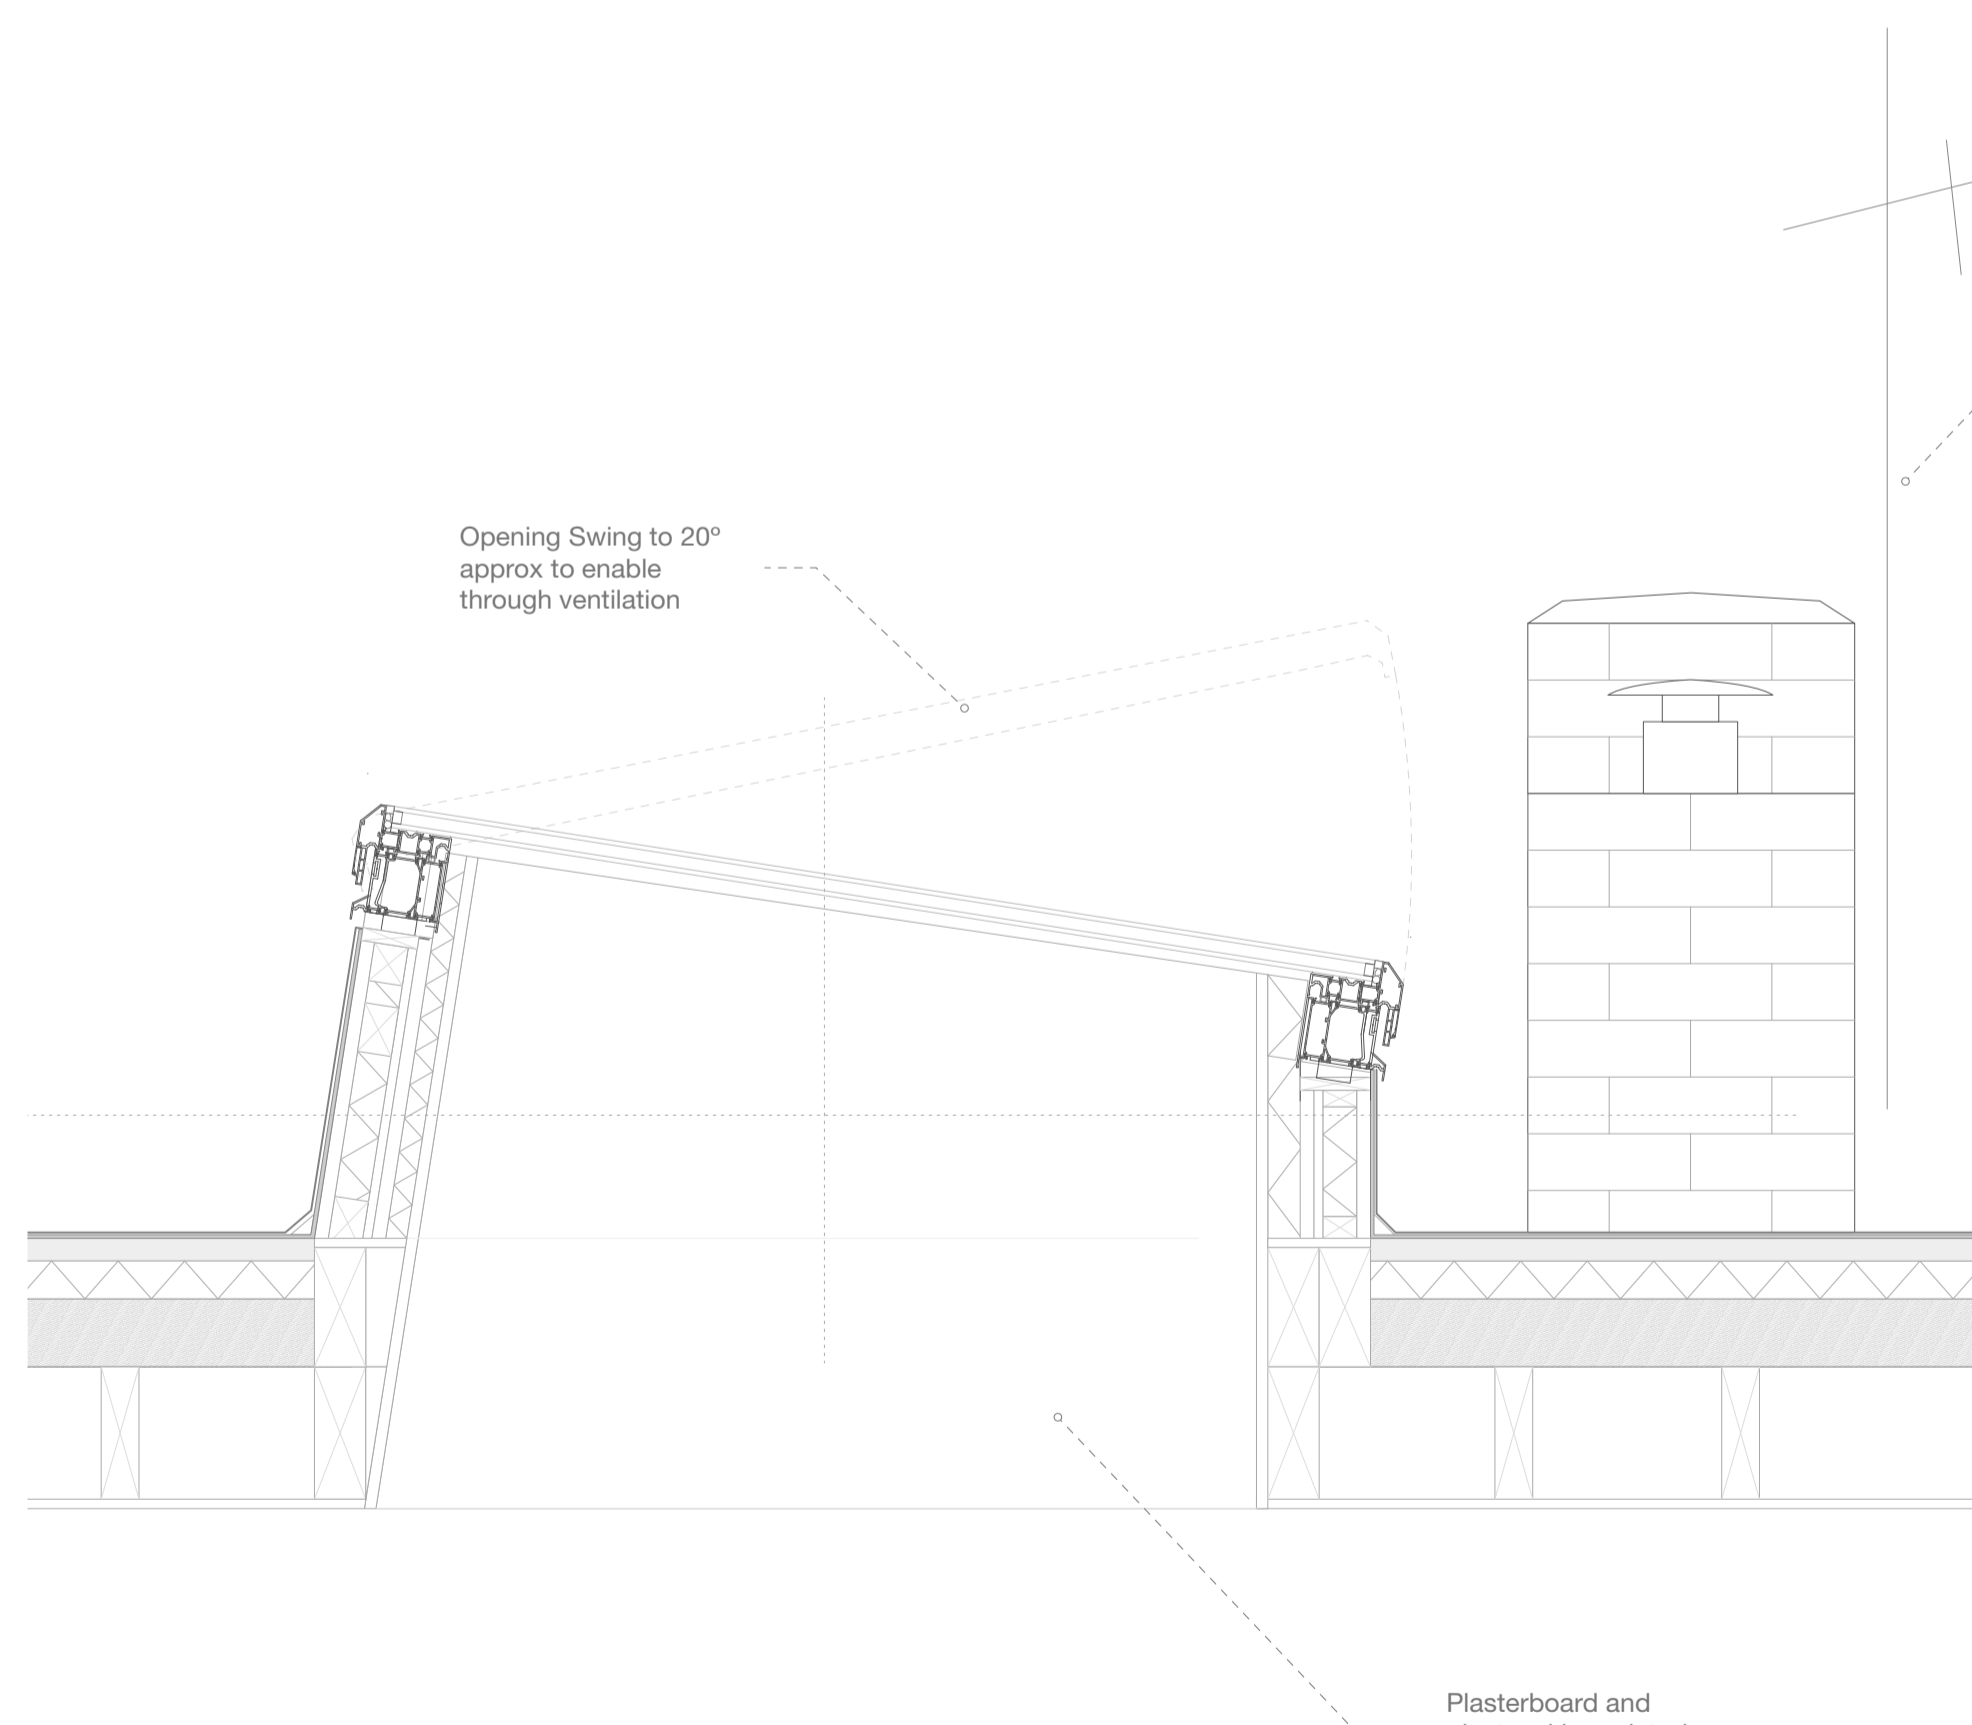 Opening Swing to 20º
approx to enable
through ventilation
Plasterboard and